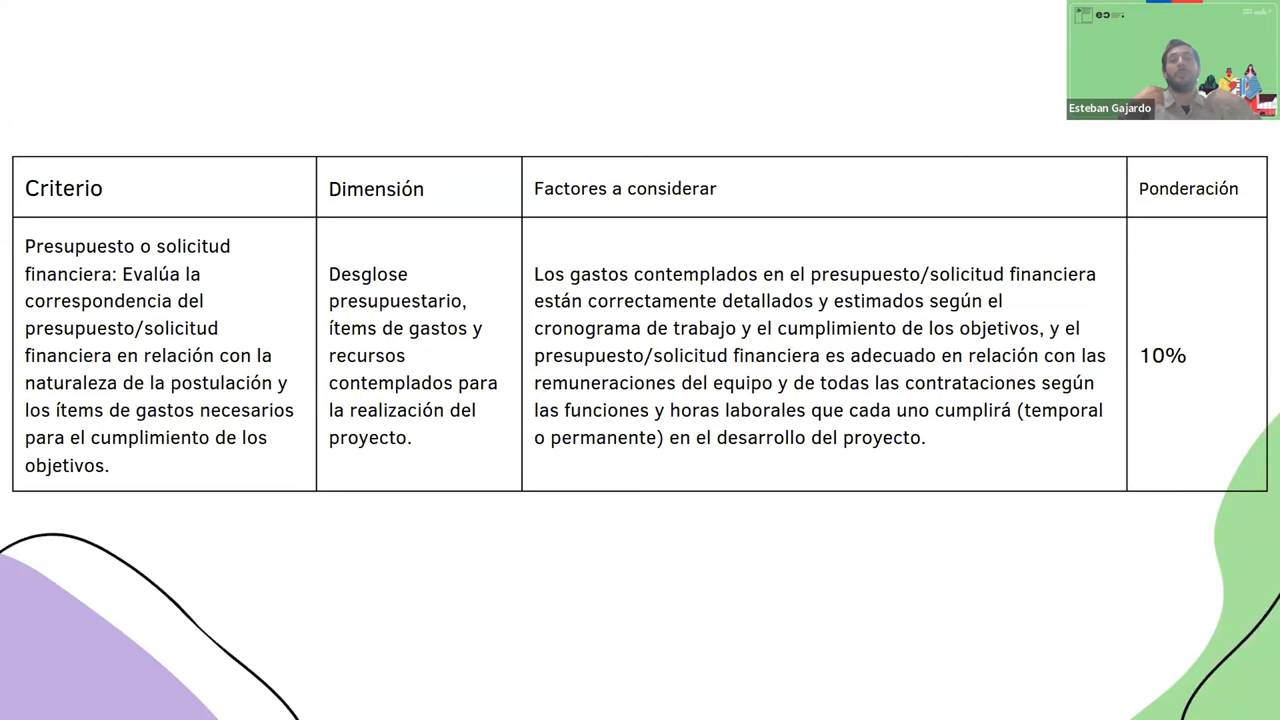 Esteban Gajardo
Criterio
Dimensión
Factores a considerar
Ponderación
Presupuesto o solicitud
financiera: Evalúa la
correspondencia del
presupuesto/solicitud
financiera en relación con la
naturaleza de la postulación y
los ítems de gastos necesarios
para el cumplimiento de los
objetivos.
Desglose
presupuestario,
ítems de gastos y
recursos
contemplados para
la realización del
proyecto.
Los gastos contemplados en el presupuesto/solicitud financiera
están correctamente detallados y estimados según el
cronograma de trabajo y el cumplimiento de los objetivos, y el
presupuesto/solicitud financiera es adecuado en relación con las
remuneraciones del equipo y de todas las contrataciones según
las funciones y horas laborales que cada uno cumplirá (temporal
o permanente) en el desarrollo del proyecto.
10%